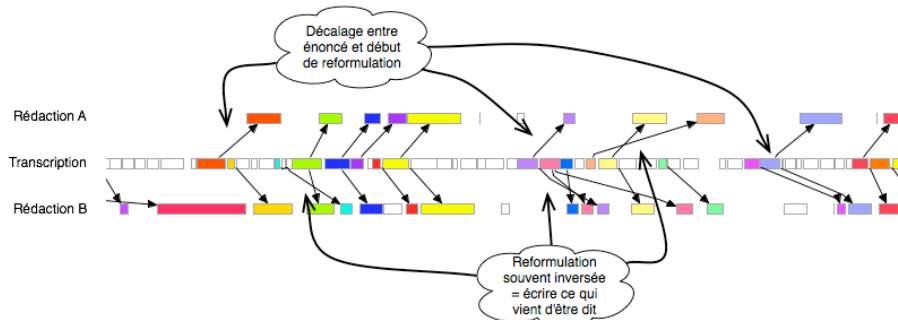 Décalage entre
énoncé et début
de reformulation
Rédaction A
Transcription
Rédaction B
Reformulation
souvent inversée
= écrire ce qui
vient d'être dit